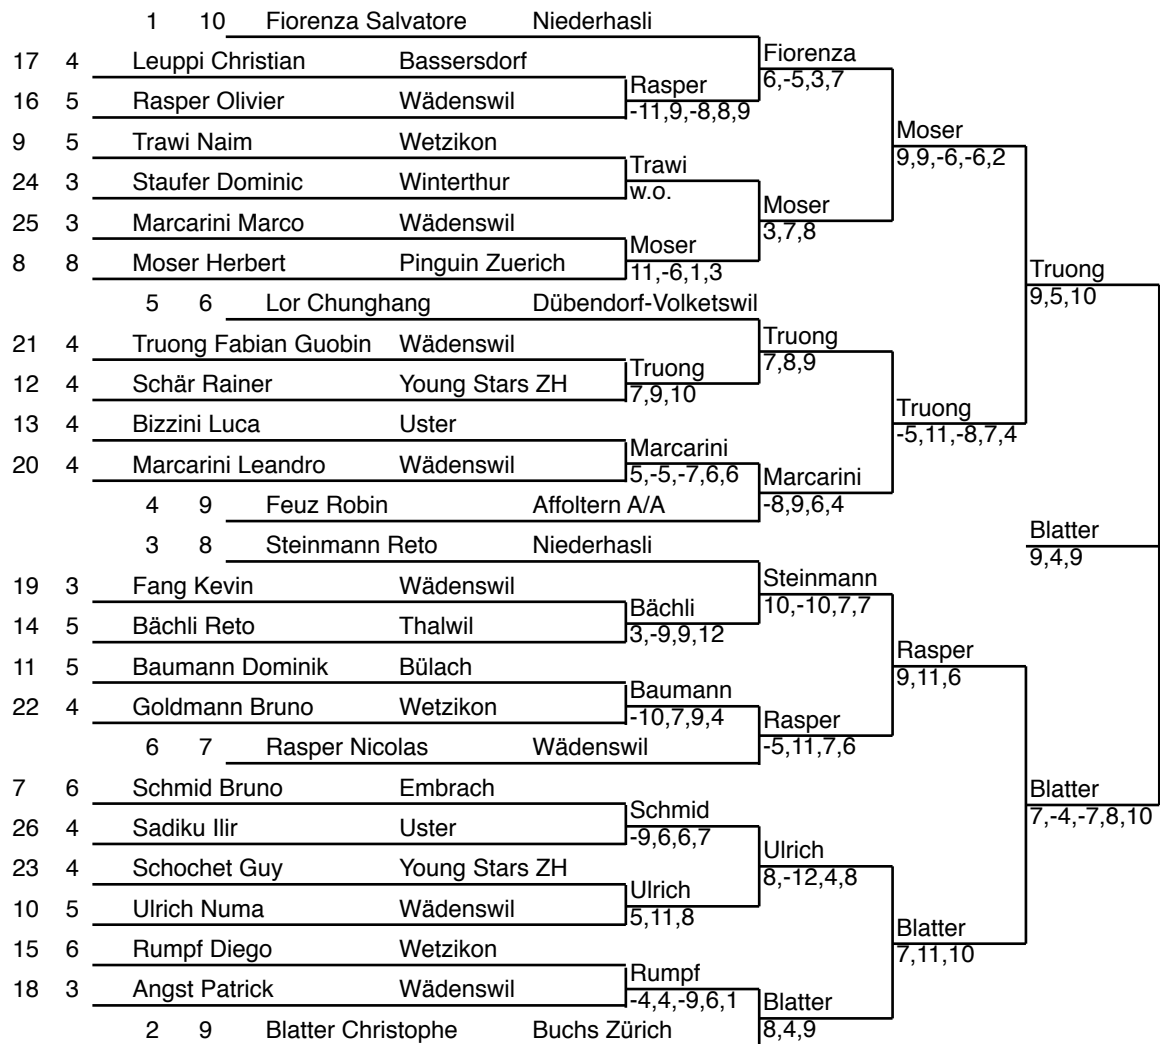 1 10 Fiorenza Salvatore Niederhasli
Fiorenza
17 4 Leuppi Christian Bassersdorf
6,-5,3,7
Rasper
16 5 Rasper Olivier Wädenswil
-11,9,-8,8,9
Moser
9 5 Trawi Naim Wetzikon
9,9,-6,-6,2
Trawi
24 3 Staufer Dominic Winterthur
w.o.
Moser
25 3 Marcarini Marco Wädenswil
3,7,8
Moser
8 8 Moser Herbert Pinguin Zuerich
11,-6,1,3
Truong
9,5,10
5 6 Lor Chunghang Dübendorf-Volketswil
Truong
21 4 Truong Fabian Guobin Wädenswil
7,8,9
Truong
12 4 Schär Rainer Young Stars ZH
7,9,10
Truong
13 4 Bizzini Luca Uster
-5,11,-8,7,4
Marcarini
20 4 Marcarini Leandro Wädenswil
5,-5,-7,6,6
Marcarini
4 9 Feuz Robin Affoltern A/A
-8,9,6,4
Blatter
9,4,9
3 8 Steinmann Reto Niederhasli
Steinmann
19 3 Fang Kevin Wädenswil
10,-10,7,7
Bächli
14 5 Bächli Reto Thalwil
3,-9,9,12
Rasper
11 5 Baumann Dominik Bülach
9,11,6
Baumann
22 4 Goldmann Bruno Wetzikon
-10,7,9,4
Rasper
6 7 Rasper Nicolas Wädenswil
-5,11,7,6
7 6 Schmid Bruno Embrach
Blatter
7,-4,-7,8,10
Schmid
26 4 Sadiku Ilir Uster
-9,6,6,7
Ulrich
23 4 Schochet Guy Young Stars ZH
8,-12,4,8
Ulrich
10 5 Ulrich Numa Wädenswil
5,11,8
Blatter
15 6 Rumpf Diego Wetzikon
7,11,10
Rumpf
18 3 Angst Patrick Wädenswil
-4,4,-9,6,1
Blatter
2 9 Blatter Christophe Buchs Zürich
8,4,9